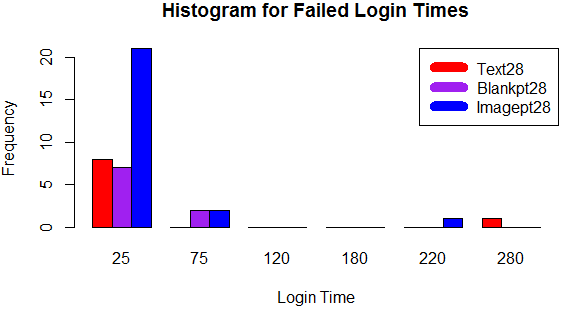 Histogram for Failed Login Times
Text28
Blankpt28
Imagept28
Frequency
20
15
10
5
0
25 75 120 180 220 280
Login Time